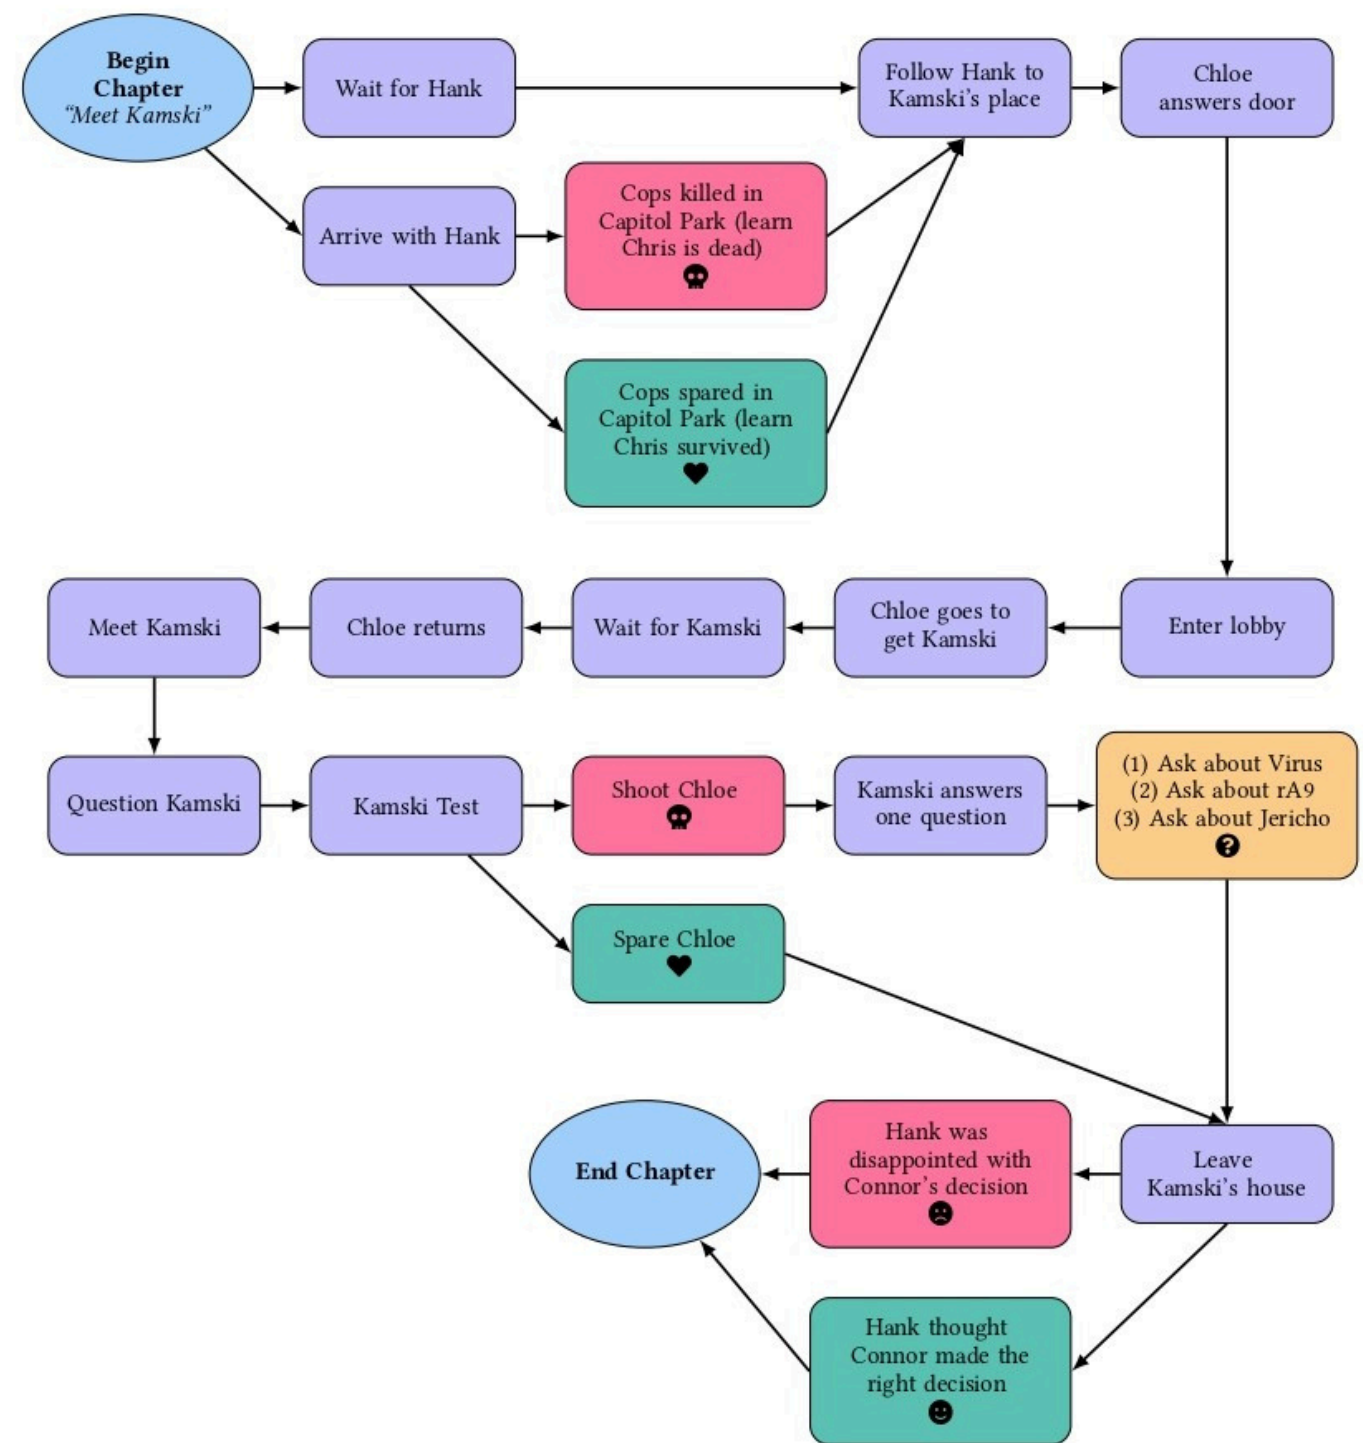 Begin
Chapter
“Meet Kamski”
Wait for Hank
Follow Hank to
Kamski’s place
Chloe
answers door
Arrive with Hank
Cops killed in
Capitol Park (learn
Chris is dead)
Cops spared in
Capitol Park (learn
Chris survived)
Meet Kamski
Chloe returns
Wait for Kamski
Chloe goes to
get Kamski
Enter lobby
Question Kamski
Kamski Test
Shoot Chloe
Kamski answers
one question
(1) Ask about Virus
(2) Ask about rA9
(3) Ask about Jericho
?
Spare Chloe
End Chapter
Hank was
disappointed with
Connor’s decision
Leave
Kamski’s house
Hank thought
Connor made the
right decision